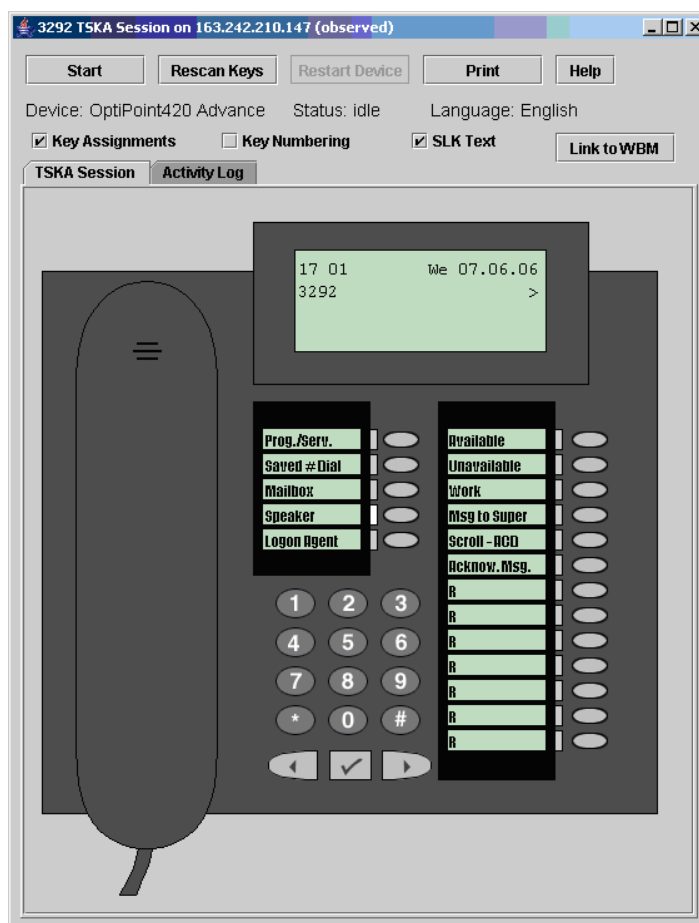 3292 TSKA Session on 163.242.210.147 (observed)
Start Rescan Keys Restart Device Print Help
Device: OptiPoint420 Advance Status: idle Language: English
Key Assignments Key Numbering SLK Text Link to WBM
TSKA Session Activity Log
17 01 We 07.06.06
3292 >
Prog./Serv.
Saved # Dial
Mailbox
Speaker
Logon Agent
Available
Unavailable
Work
Msg to Super
Scroll - ACD
Acknow. Msg.
R
R
R
R
R
R
R
1 2 3
4 5 6
7 8 9
* 0 #